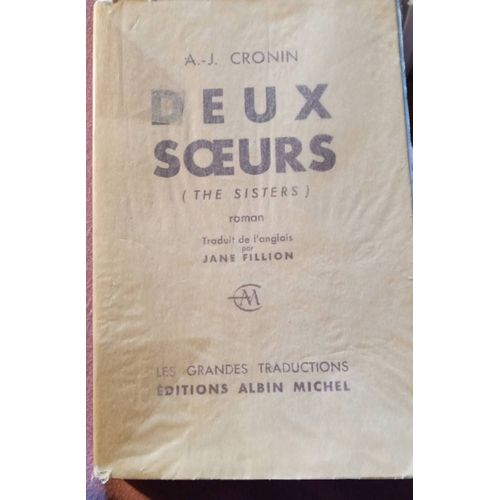 A.-J. CRONIN
DEUX
SŒURS
( THE SISTERS )
roman
Traduit de l'anglais
par
JANE FILLION
AM
LES GRANDES TRADUCTIONS
ÉDITIONS ALBIN MICHEL